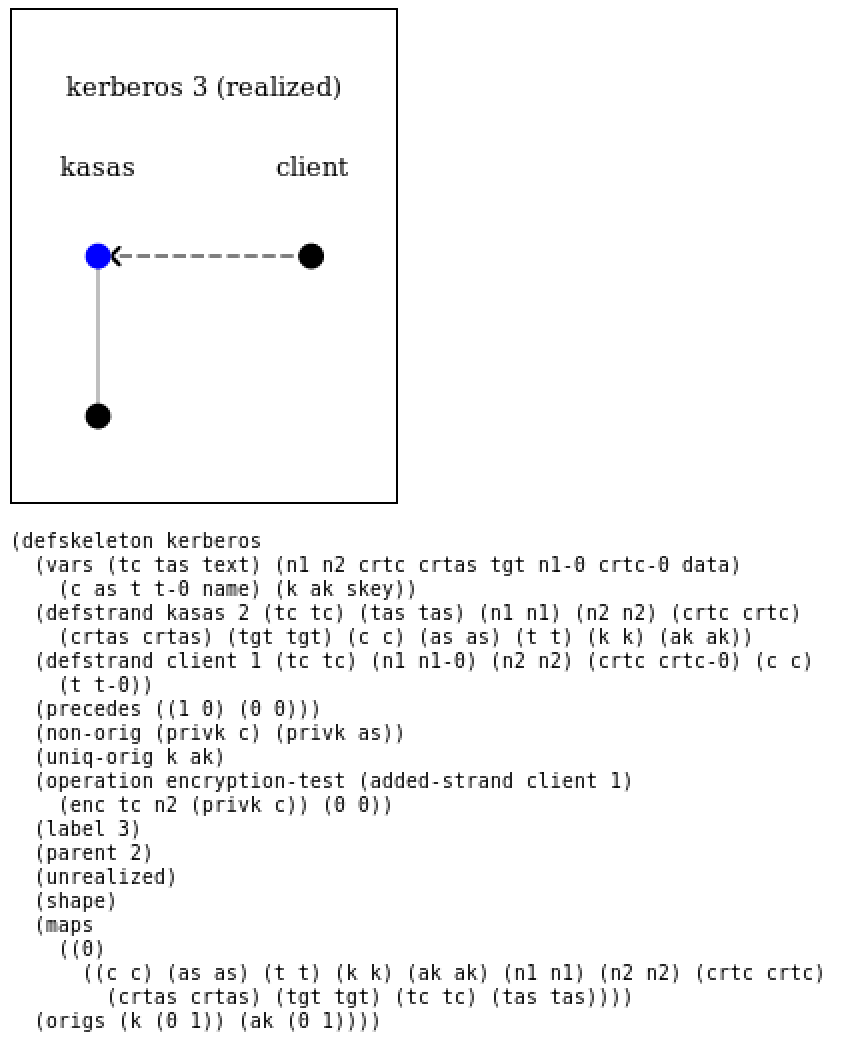 kerberos 3 (realized)
kasas client
(defskeleton kerberos
  (vars (tc tas text) (n1 n2 crtc crtas tgt n1-0 crtc-0 data)
    (c as t t-0 name) (k ak skey))
  (defstrand kasas 2 (tc tc) (tas tas) (n1 n1) (n2 n2) (crtc crtc)
    (crtas crtas) (tgt tgt) (c c) (as as) (t t) (k k) (ak ak))
  (defstrand client 1 (tc tc) (n1 n1-0) (n2 n2) (crtc crtc-0) (c c)
    (t t-0))
  (precedes ((1 0) (0 0)))
  (non-orig (privk c) (privk as))
  (uniq-orig k ak)
  (operation encryption-test (added-strand client 1)
    (enc tc n2 (privk c)) (0 0))
  (label 3)
  (parent 2)
  (unrealized)
  (shape)
  (maps
    ((0)
      ((c c) (as as) (t t) (k k) (ak ak) (n1 n1) (n2 n2) (crtc crtc)
        (crtas crtas) (tgt tgt) (tc tc) (tas tas))))
  (origs (k (0 1)) (ak (0 1))))